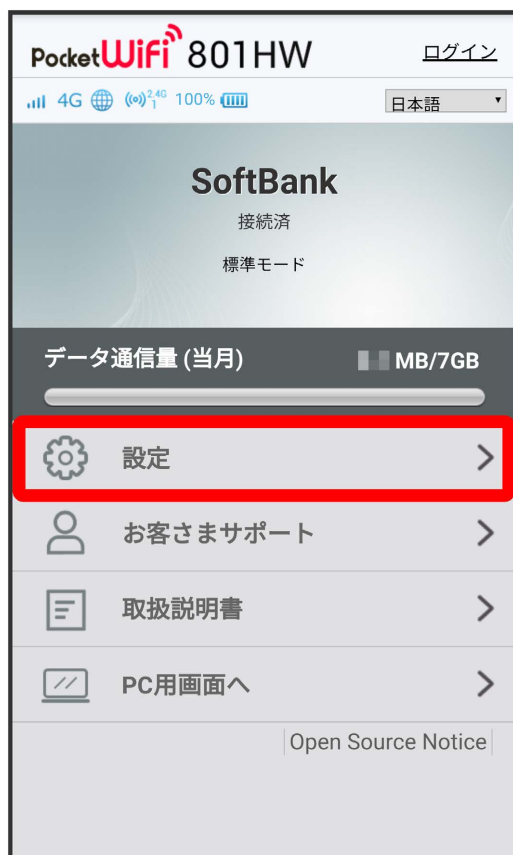 PocketWiFi 801HW
ログイン
4G 2.4G 1 100%
日本語
SoftBank
接続済
標準モード
データ通信量 (当月) MB/7GB
設定
お客さまサポート
取扱説明書
PC用画面へ
Open Source Notice